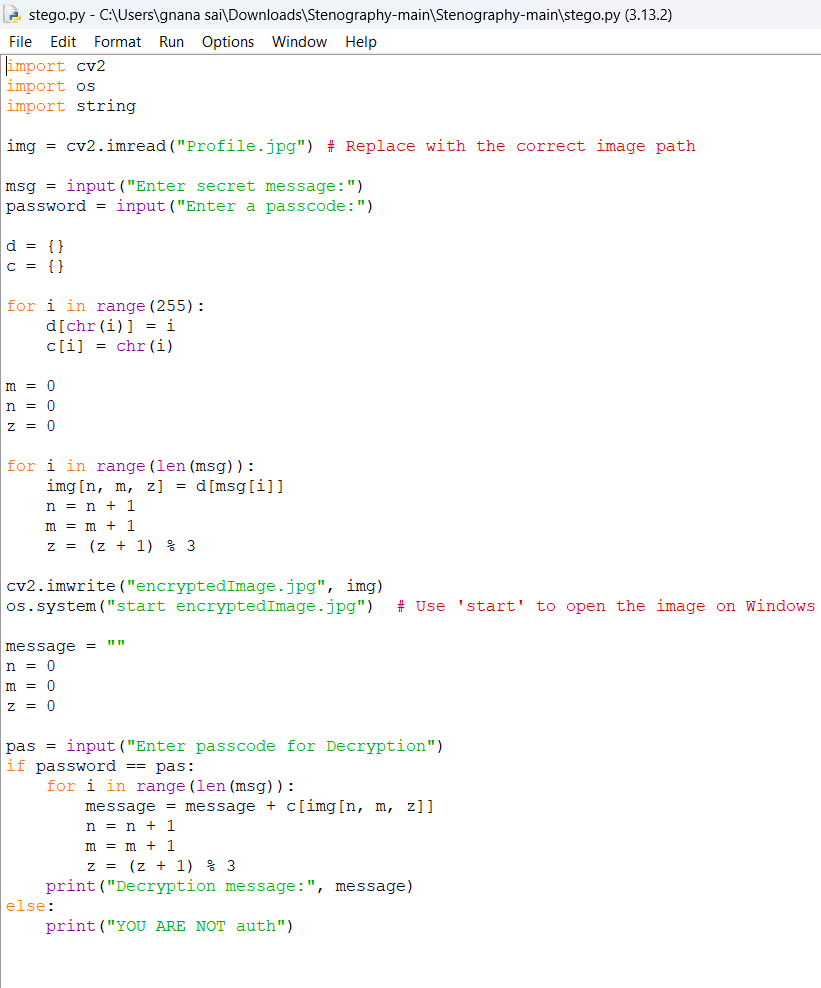 stego.py - C:\Users\gnana sai\Downloads\Stenography-main\Stenography-main\stego.py (3.13.2)
File Edit Format Run Options Window Help
import cv2
import os
import string

img = cv2.imread("Profile.jpg") # Replace with the correct image path

msg = input("Enter secret message:")
password = input("Enter a passcode:")

d = {}
c = {}

for i in range(255):
    d[chr(i)] = i
    c[i] = chr(i)

m = 0
n = 0
z = 0

for i in range(len(msg)):
    img[n, m, z] = d[msg[i]]
    n = n + 1
    m = m + 1
    z = (z + 1) % 3

cv2.imwrite("encryptedImage.jpg", img)
os.system("start encryptedImage.jpg")  # Use 'start' to open the image on Windows

message = ""
n = 0
m = 0
z = 0

pas = input("Enter passcode for Decryption")
if password == pas:
    for i in range(len(msg)):
        message = message + c[img[n, m, z]]
        n = n + 1
        m = m + 1
        z = (z + 1) % 3
    print("Decryption message:", message)
else:
    print("YOU ARE NOT auth")